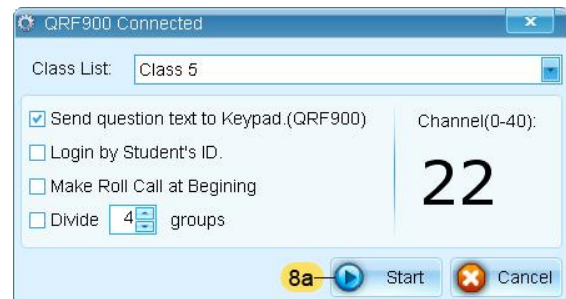 QRF900 Connected
Class List: Class 5
Send question text to Keypad.(QRF900)
Login by Student's ID.
Make Roll Call at Begining
Divide 4 groups
Channel(0-40):
22
8a Start Cancel